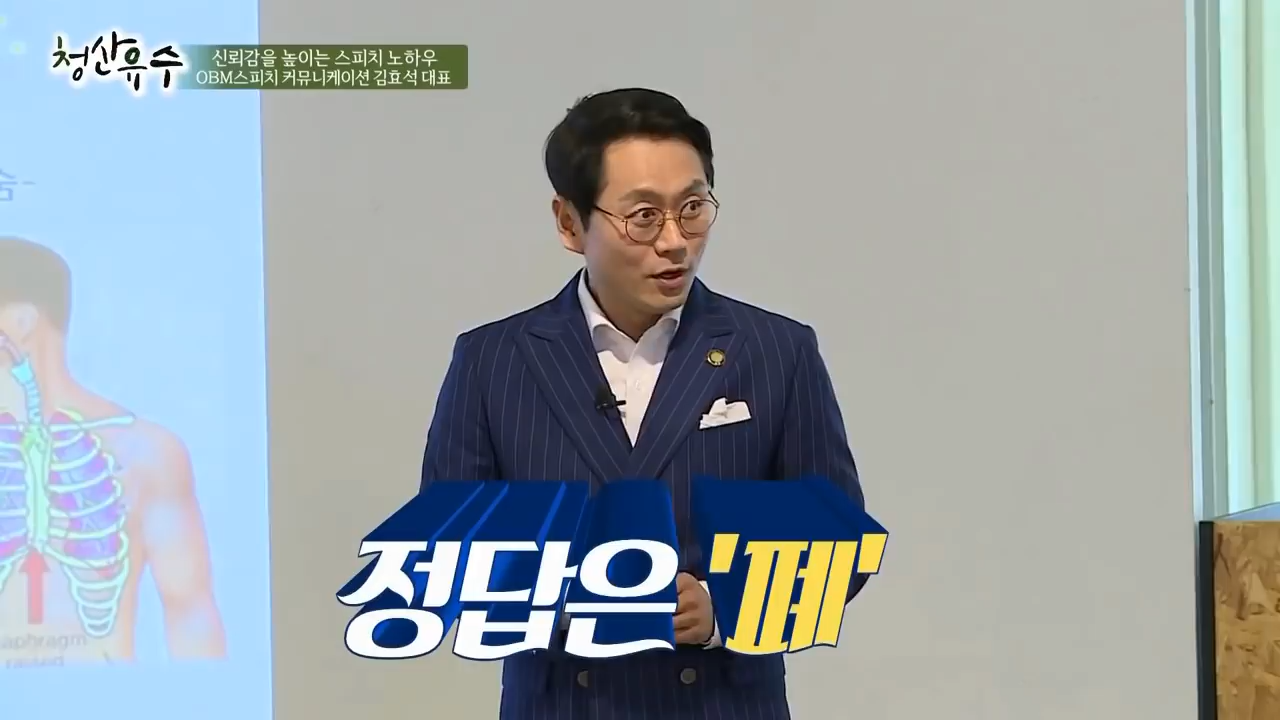 청산유수
신뢰감을 높이는 스피치 노하우
OBM스피치 커뮤니케이션 김효석 대표
정답은 '폐'
raised